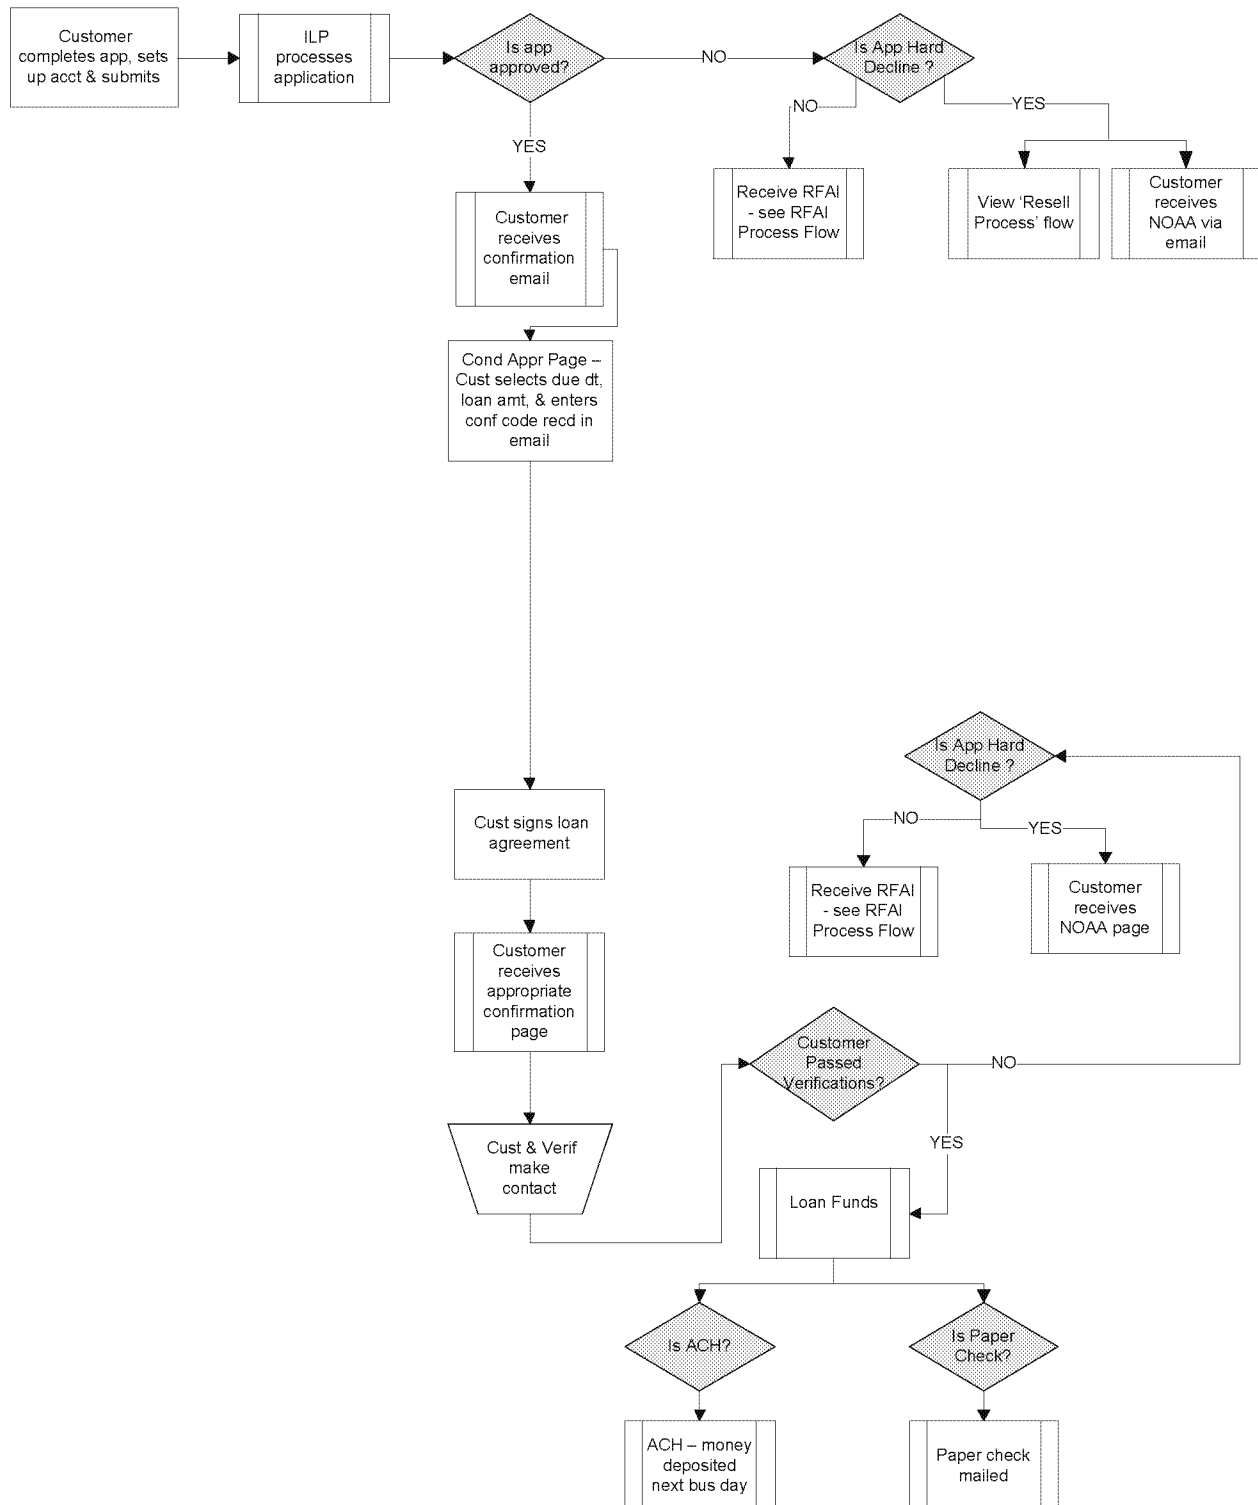 Customer
completes app, sets
up acct & submits
ILP
processes
application
Is app
approved?
NO
Is App Hard
Decline ?
NO
YES
YES
Receive RFAI
- see RFAI
Process Flow
View ‘Resell
Process’ flow
Customer
receives
NOAA via
email
Customer
receives
confirmation
email
Cond Appr Page –
Cust selects due dt,
loan amt, & enters
conf code recd in
email
Is App Hard
Decline ?
NO
YES
Cust signs loan
agreement
Receive RFAI
- see RFAI
Process Flow
Customer
receives
NOAA page
Customer
receives
appropriate
confirmation
page
Customer
Passed
Verifications?
NO
YES
Cust & Verif
make
contact
Loan Funds
Is ACH?
Is Paper
Check?
ACH – money
deposited
next bus day
Paper check
mailed